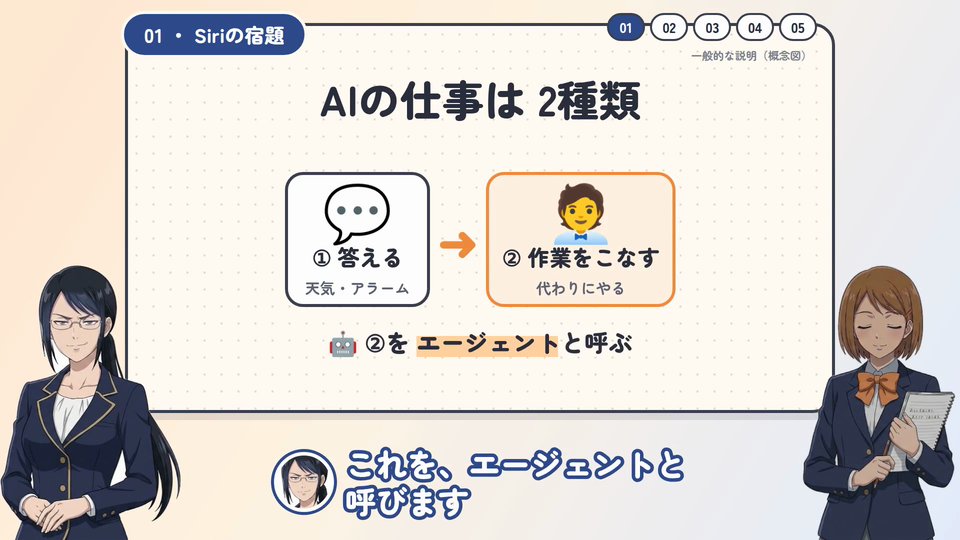 01 ・ Siriの宿題
01 02 03 04 05
一般的な説明（概念図）
AIの仕事は 2種類
① 答える
天気・アラーム
② 作業をこなす
代わりにやる
②を エージェントと呼ぶ
これを、エージェントと
呼びます